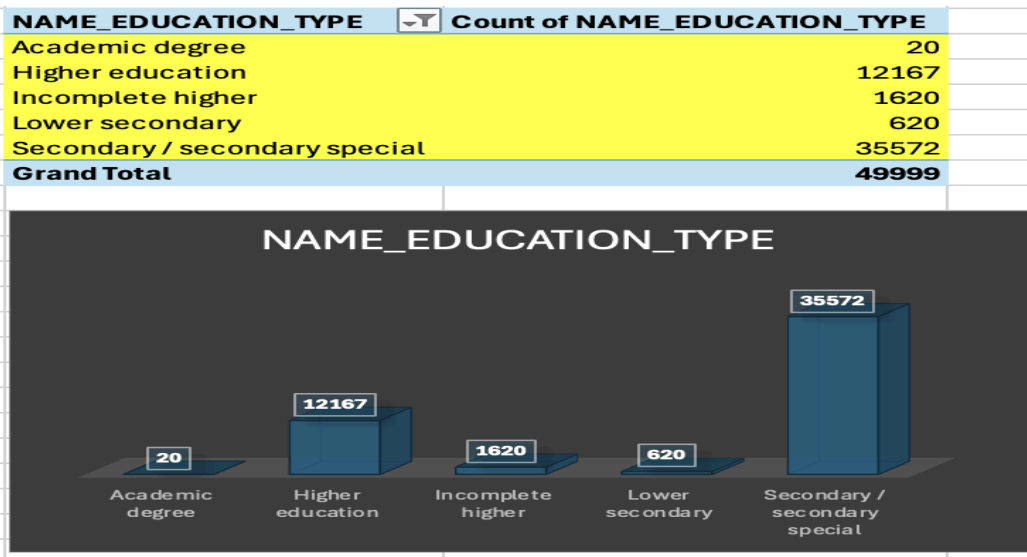 NAME_EDUCATION_TYPE Count of NAME_EDUCATION_TYPE
Academic degree 20
Higher education 12167
Incomplete higher 1620
Lower secondary 620
Secondary / secondary special 35572
Grand Total 49999
NAME_EDUCATION_TYPE
35572
12167
1620
620
20
Academic Higher Incomplete Lower Secondary /
degree education higher secondary secondary
special